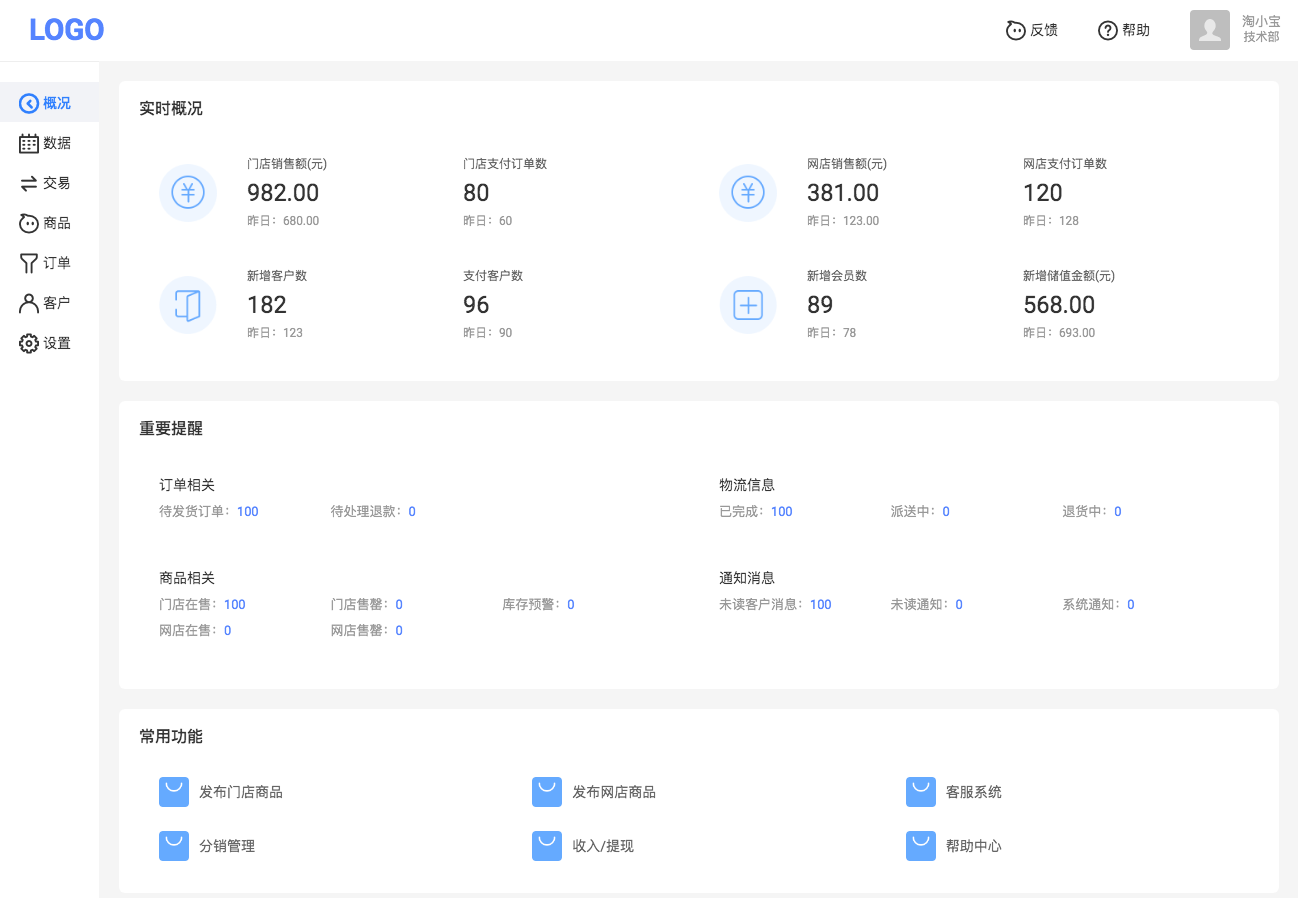 LOGO
反馈
帮助
淘小宝
技术部
概况
数据
交易
商品
订单
客户
设置
实时概况
门店销售额(元)
982.00
昨日：680.00
门店支付订单数
80
昨日：60
网店销售额(元)
381.00
昨日：123.00
网店支付订单数
120
昨日：128
新增客户数
182
昨日：123
支付客户数
96
昨日：90
新增会员数
89
昨日：78
新增储值金额(元)
568.00
昨日：693.00
重要提醒
订单相关
待发货订单：100
待处理退款：0
物流信息
已完成：100
派送中：0
退货中：0
商品相关
门店在售：100
门店售罄：0
库存预警：0
网店在售：0
网店售罄：0
通知消息
未读客户消息：100
未读通知：0
系统通知：0
常用功能
发布门店商品
发布网店商品
客服系统
分销管理
收入/提现
帮助中心